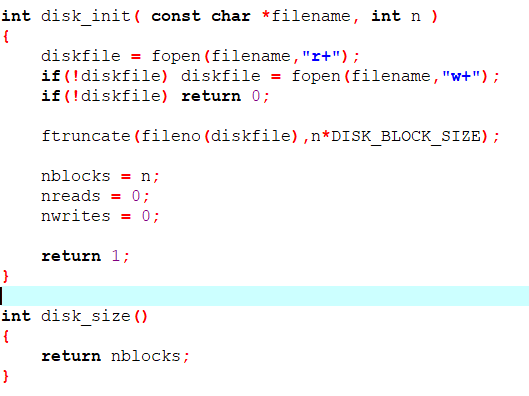 int disk_init( const char *filename, int n )
{
    diskfile = fopen(filename,"r+");
    if(!diskfile) diskfile = fopen(filename,"w+");
    if(!diskfile) return 0;

    ftruncate(fileno(diskfile),n*DISK_BLOCK_SIZE);

    nblocks = n;
    nreads = 0;
    nwrites = 0;

    return 1;
}

int disk_size()
{
    return nblocks;
}